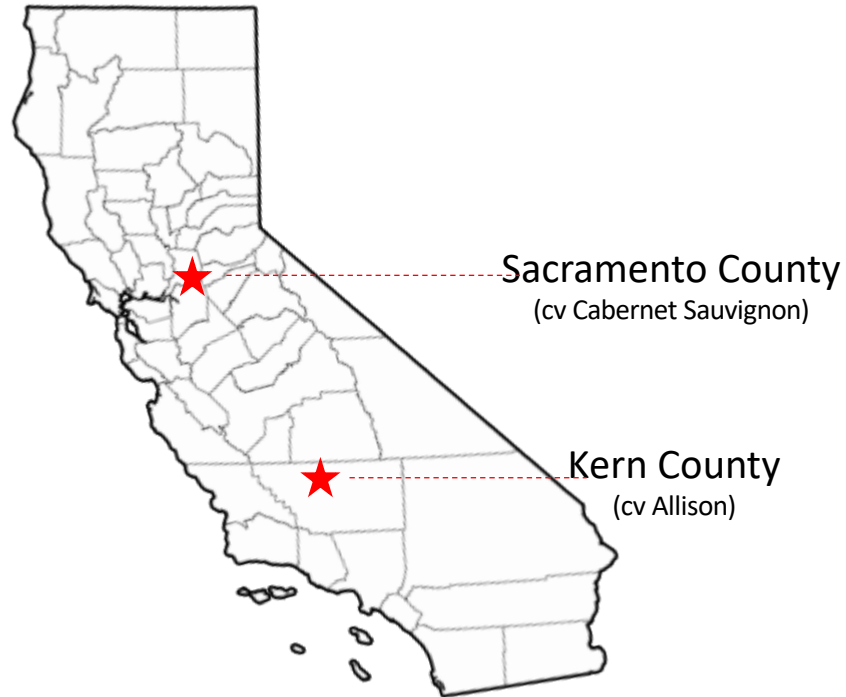 Sacramento County
(cv Cabernet Sauvignon)
Kern County
(cv Allison)